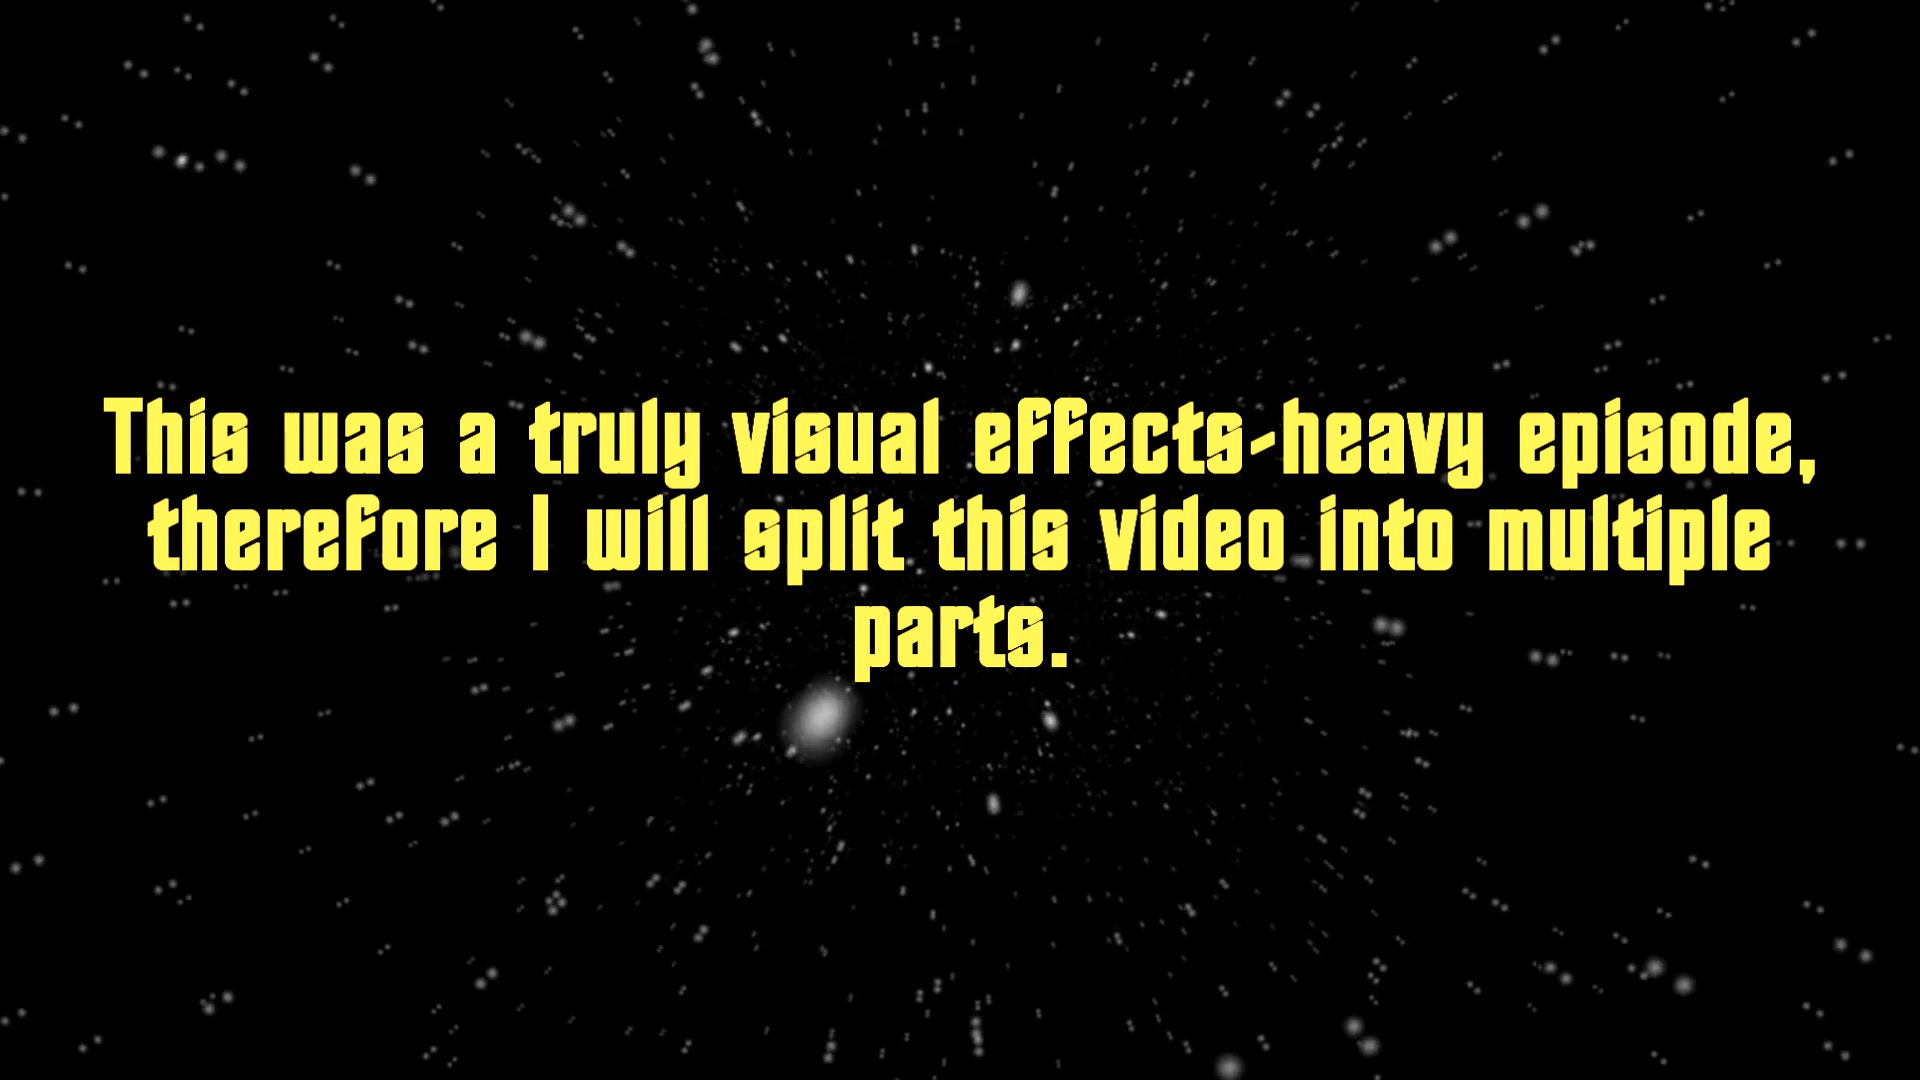 This was a truly visual effects-heavy episode,
therefore I will split this video into multiple
parts.